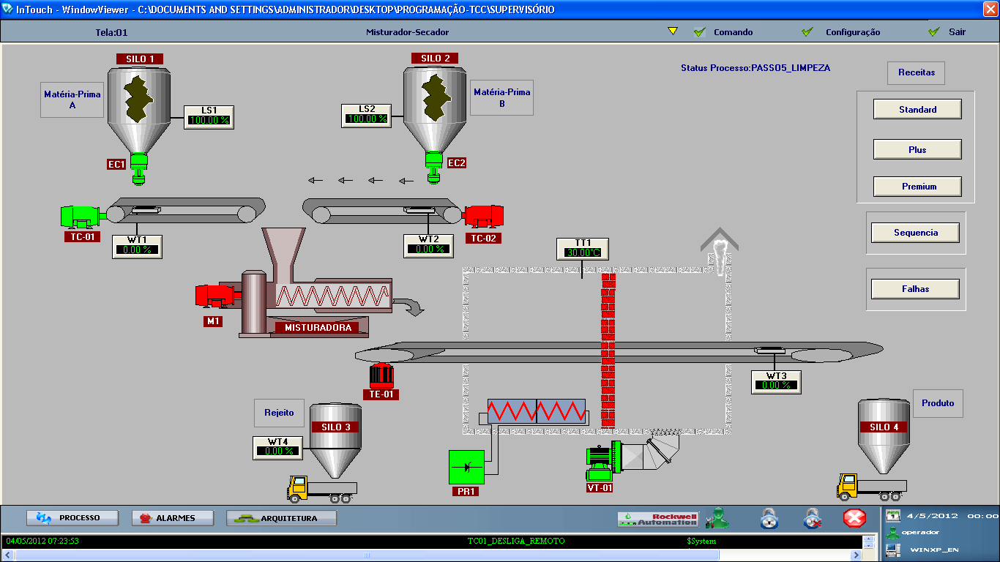 InTouch - WindowViewer - C:\DOCUMENTS AND SETTINGS\ADMINISTRADOR\DESKTOP\PROGRAMAÇÃO-TCC\SUPERVISÓRIO
Tela:01
Misturador-Secador
Comando
Configuração
Sair
SILO 1
SILO 2
Status Processo:PASSO5_LIMPEZA
Receitas
Matéria-Prima
A
Matéria-Prima
B
LS1
100.00 %
LS2
100.00 %
Standard
Plus
Premium
EC1
EC2
TC-01
WT1
0.00 %
WT2
0.00 %
TC-02
TT1
30.00°C
Sequencia
Falhas
M1
MISTURADORA
TE-01
WT3
0.00 %
Rejeito
SILO 3
WT4
0.00 %
Produto
SILO 4
PR1
VT-01
PROCESSO
ALARMES
ARQUITETURA
Rockwell
Automation
4/5/2012 00:00
operador
WINXP_EN
04/05/2012 07:23:53 TC01_DESLIGA_REMOTO $System